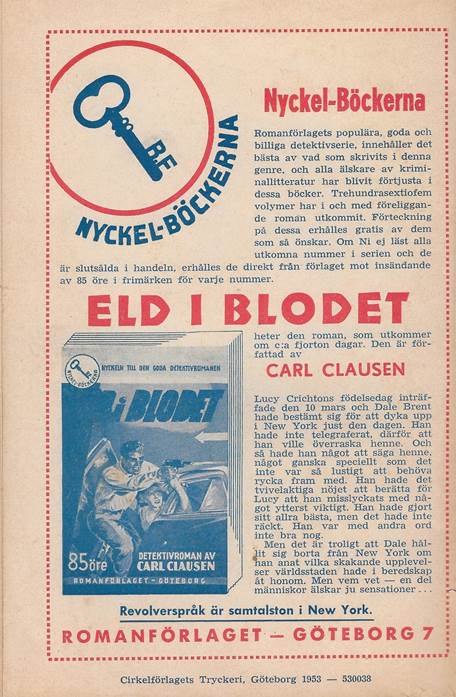 RF
NYCKEL-BÖCKERNA
Nyckel-Böckerna
Romanförlagets populära, goda och
billiga detektivserie, innehåller det
bästa av vad som skrivits i denna
genre, och alla älskare av krimi-
nallitteratur har blivit förtjusta i
dessa böcker. Trehundrasextiofem
volymer har i och med föreliggan-
de roman utkommit. Förteckning
på dessa erhålles gratis av dem
som så önskar. Om Ni ej läst alla
utkomna nummer i serien och de
är slutsålda i handeln, erhålles de direkt från förlaget mot insändande
av 85 öre i frimärken för varje nummer.
ELD I BLODET
heter den roman, som utkommer
om c:a fjorton dagar. Den är för-
fattad av
CARL CLAUSEN
NYCKELN TILL DEN GODA DETEKTIVROMANEN
NYCKEL-BÖCKERNA
i BLODET
85 öre
DETEKTIVROMAN AV
CARL CLAUSEN
ROMANFÖRLAGET - GÖTEBORG
Lucy Crichtons födelsedag inträf-
fade den 10 mars och Dale Brent
hade bestämt sig för att dyka upp
i New York just den dagen. Han
hade inte telegraferat, därför att
han ville överraska henne. Och
så hade han något att säga henne,
något ganska speciellt som det
inte var så lustigt att behöva
rycka fram med. Han hade det
tvivelaktiga nöjet att berätta för
Lucy att han misslyckats med nå-
got ytterst viktigt. Han hade gjort
sitt allra bästa, men det hade inte
räckt. Han var med andra ord
inte bra nog.
Men det är troligt att Dale hål-
lit sig borta från New York om
han anat vilka skakande upplevel-
ser världsstaden hade i beredskap
åt honom. Men vem vet — en del
människor älskar ju sensationer . . .
Revolverspråk är samtalston i New York.
ROMANFÖRLAGET — GÖTEBORG 7
Cirkelförlagets Tryckeri, Göteborg 1953 — 530038